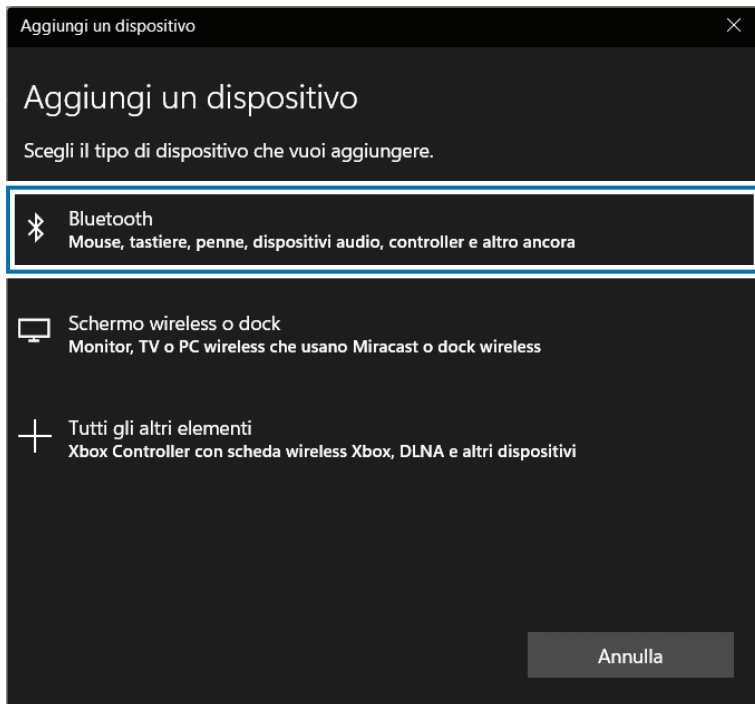 Aggiungi un dispositivo
Aggiungi un dispositivo
Scegli il tipo di dispositivo che vuoi aggiungere.
Bluetooth
Mouse, tastiere, penne, dispositivi audio, controller e altro ancora
Schermo wireless o dock
Monitor, TV o PC wireless che usano Miracast o dock wireless
Tutti gli altri elementi
Xbox Controller con scheda wireless Xbox, DLNA e altri dispositivi
Annulla